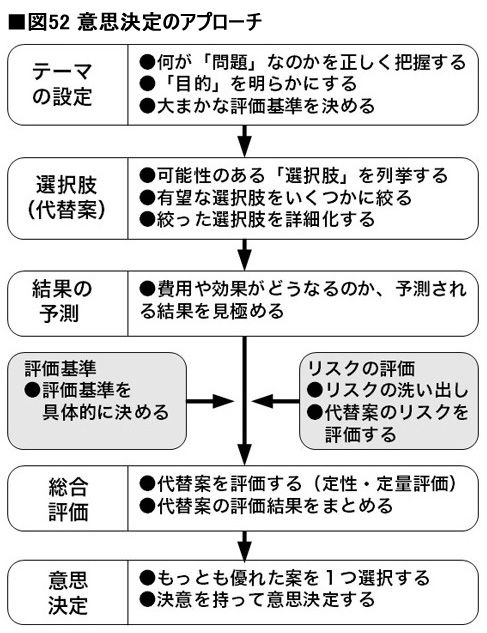 ■図52 意思決定のアプローチ
テーマ
の設定
●何が「問題」なのかを正しく把握する
●「目的」を明らかにする
●大まかな評価基準を決める
選択肢
（代替案）
●可能性のある「選択肢」を列挙する
●有望な選択肢をいくつかに絞る
●絞った選択肢を詳細化する
結果の
予測
●費用や効果がどうなるのか、予測され
る結果を見極める
評価基準
●評価基準を
具体的に決める
リスクの評価
●リスクの洗い出し
●代替案のリスクを
評価する
総合
評価
●代替案を評価する（定性・定量評価）
●代替案の評価結果をまとめる
意思
決定
●もっとも優れた案を１つ選択する
●決意を持って意思決定する